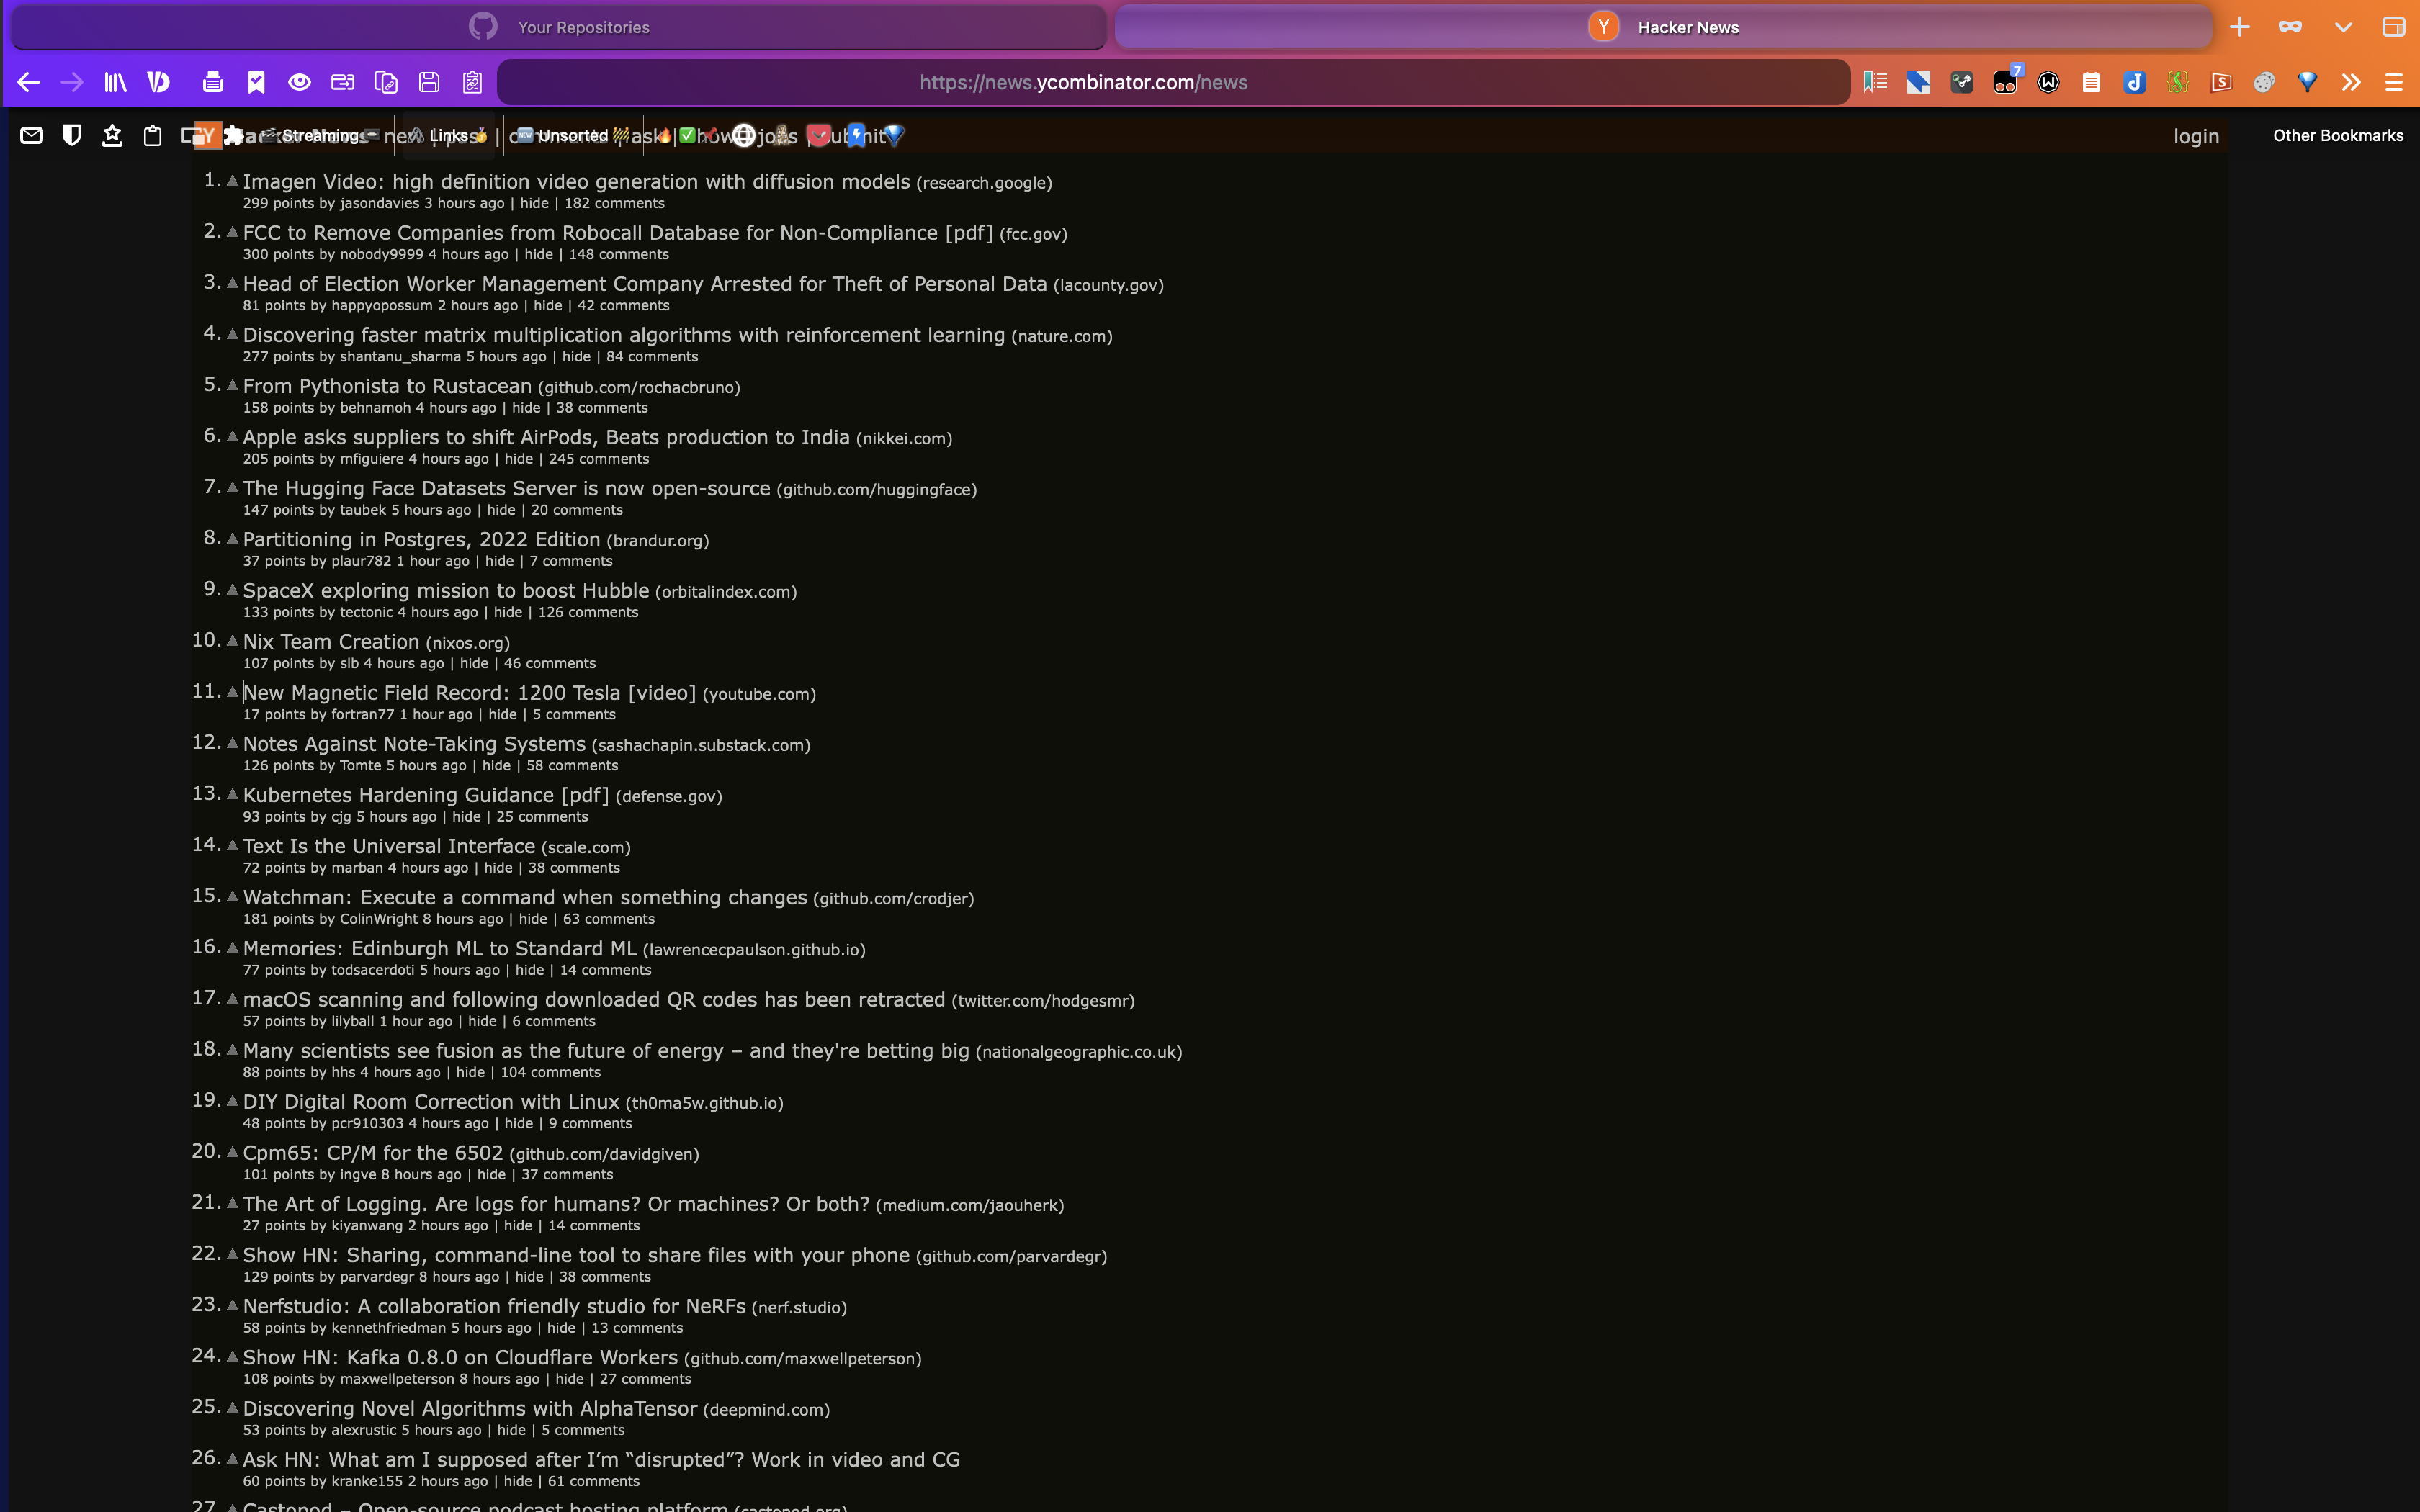 Your Repositories
Hacker News
https://news.ycombinator.com/news
7
Streaming
Links
Unsorted
login
Other Bookmarks
1. Imagen Video: high definition video generation with diffusion models (research.google)
299 points by jasondavies 3 hours ago | hide | 182 comments
2. FCC to Remove Companies from Robocall Database for Non-Compliance [pdf] (fcc.gov)
300 points by nobody9999 4 hours ago | hide | 148 comments
3. Head of Election Worker Management Company Arrested for Theft of Personal Data (lacounty.gov)
81 points by happyopossum 2 hours ago | hide | 42 comments
4. Discovering faster matrix multiplication algorithms with reinforcement learning (nature.com)
277 points by shantanu_sharma 5 hours ago | hide | 84 comments
5. From Pythonista to Rustacean (github.com/rochacbruno)
158 points by behnamoh 4 hours ago | hide | 38 comments
6. Apple asks suppliers to shift AirPods, Beats production to India (nikkei.com)
205 points by mfiguiere 4 hours ago | hide | 245 comments
7. The Hugging Face Datasets Server is now open-source (github.com/huggingface)
147 points by taubek 5 hours ago | hide | 20 comments
8. Partitioning in Postgres, 2022 Edition (brandur.org)
37 points by plaur782 1 hour ago | hide | 7 comments
9. SpaceX exploring mission to boost Hubble (orbitalindex.com)
133 points by tectonic 4 hours ago | hide | 126 comments
10. Nix Team Creation (nixos.org)
107 points by slb 4 hours ago | hide | 46 comments
11. New Magnetic Field Record: 1200 Tesla [video] (youtube.com)
17 points by fortran77 1 hour ago | hide | 5 comments
12. Notes Against Note-Taking Systems (sashachapin.substack.com)
126 points by Tomte 5 hours ago | hide | 58 comments
13. Kubernetes Hardening Guidance [pdf] (defense.gov)
93 points by cjg 5 hours ago | hide | 25 comments
14. Text Is the Universal Interface (scale.com)
72 points by marban 4 hours ago | hide | 38 comments
15. Watchman: Execute a command when something changes (github.com/crodjer)
181 points by ColinWright 8 hours ago | hide | 63 comments
16. Memories: Edinburgh ML to Standard ML (lawrencecpaulson.github.io)
77 points by todsacerdoti 5 hours ago | hide | 14 comments
17. macOS scanning and following downloaded QR codes has been retracted (twitter.com/hodgesmr)
57 points by lilyball 1 hour ago | hide | 6 comments
18. Many scientists see fusion as the future of energy – and they're betting big (nationalgeographic.co.uk)
88 points by hhs 4 hours ago | hide | 104 comments
19. DIY Digital Room Correction with Linux (th0ma5w.github.io)
48 points by pcr910303 4 hours ago | hide | 9 comments
20. Cpm65: CP/M for the 6502 (github.com/davidgiven)
101 points by ingve 8 hours ago | hide | 37 comments
21. The Art of Logging. Are logs for humans? Or machines? Or both? (medium.com/jaouherk)
27 points by kiyanwang 2 hours ago | hide | 14 comments
22. Show HN: Sharing, command-line tool to share files with your phone (github.com/parvardegr)
129 points by parvardegr 8 hours ago | hide | 38 comments
23. Nerfstudio: A collaboration friendly studio for NeRFs (nerf.studio)
58 points by kennethfriedman 5 hours ago | hide | 13 comments
24. Show HN: Kafka 0.8.0 on Cloudflare Workers (github.com/maxwellpeterson)
108 points by maxwellpeterson 8 hours ago | hide | 27 comments
25. Discovering Novel Algorithms with AlphaTensor (deepmind.com)
53 points by alexrustic 5 hours ago | hide | 5 comments
26. Ask HN: What am I supposed after I’m “disrupted”? Work in video and CG
60 points by kranke155 2 hours ago | hide | 61 comments
27. Castopod – Open-source podcast hosting platform (castopod.org)